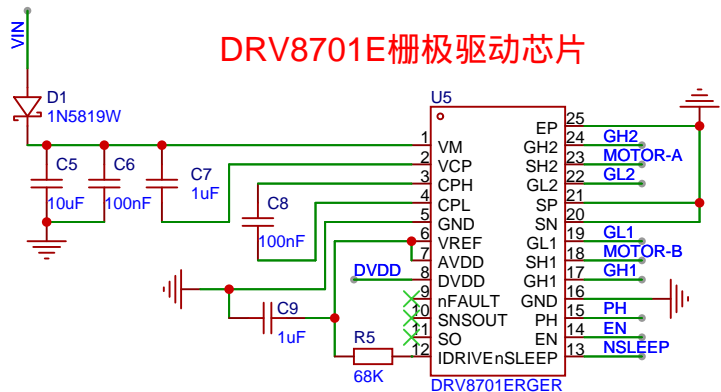 VIN
DRV8701E栅极驱动芯片
D1
1N5819W
U5
C5
10uF
C6
100nF
C7
1uF
C8
100nF
1 VM
2 VCP
3 CPH
4 CPL
5 GND
6 VREF
7 AVDD
8 DVDD
9 nFAULT
10 SNSOUT
11 SO
12 IDRIVE
EP 25
GH2 24 GH2
SH2 23 MOTOR-A
GL2 22 GL2
SP 21
SN 20
GL1 19 GL1
SH1 18 MOTOR-B
GH1 17 GH1
GND 16
PH 15 PH
EN 14 EN
nSLEEP 13 NSLEEP
DVDD
C9
1uF
R5
68K
DRV8701ERGER